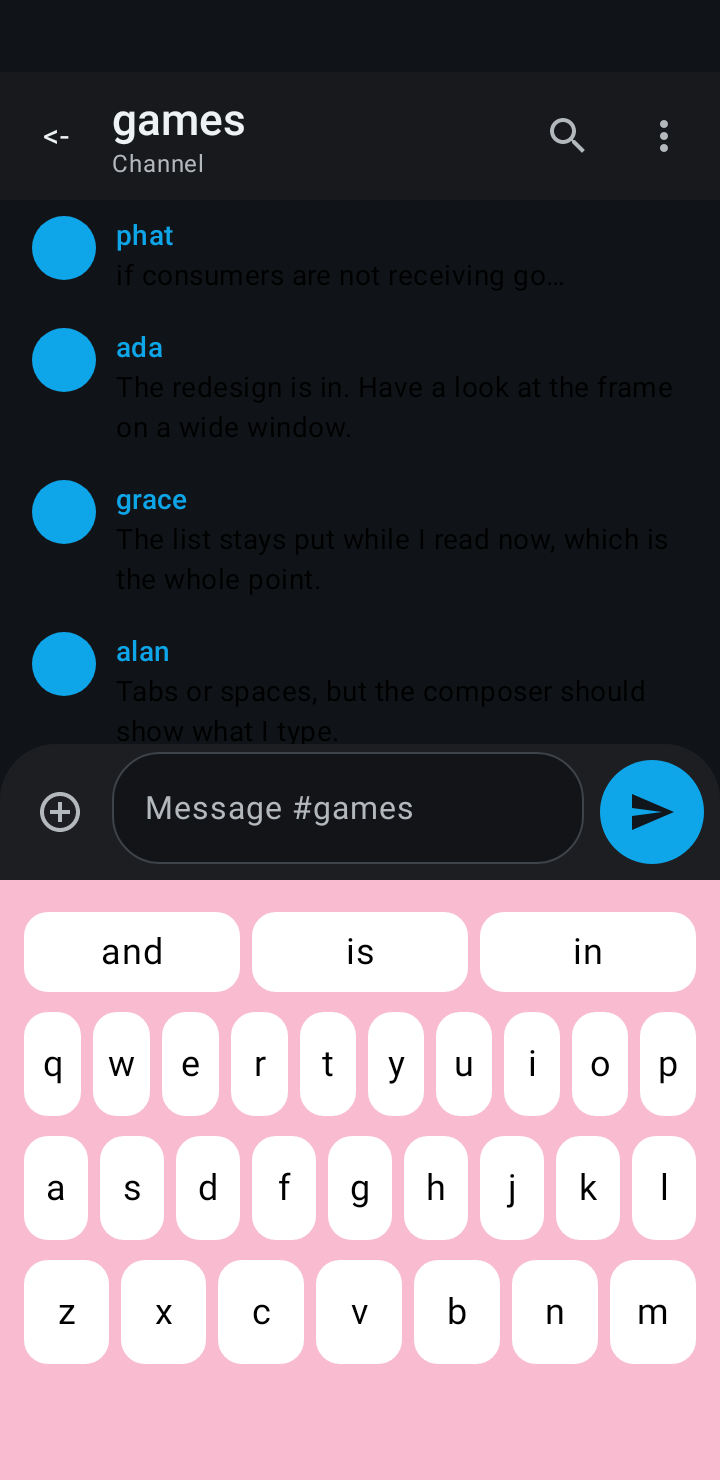 <-
games
Channel
phat
if consumers are not receiving go…
ada
The redesign is in. Have a look at the frame
on a wide window.
grace
The list stays put while I read now, which is
the whole point.
alan
Tabs or spaces, but the composer should
show what I type.
Message #games
and is in
q w e r t y u i o p
a s d f g h j k l
z x c v b n m